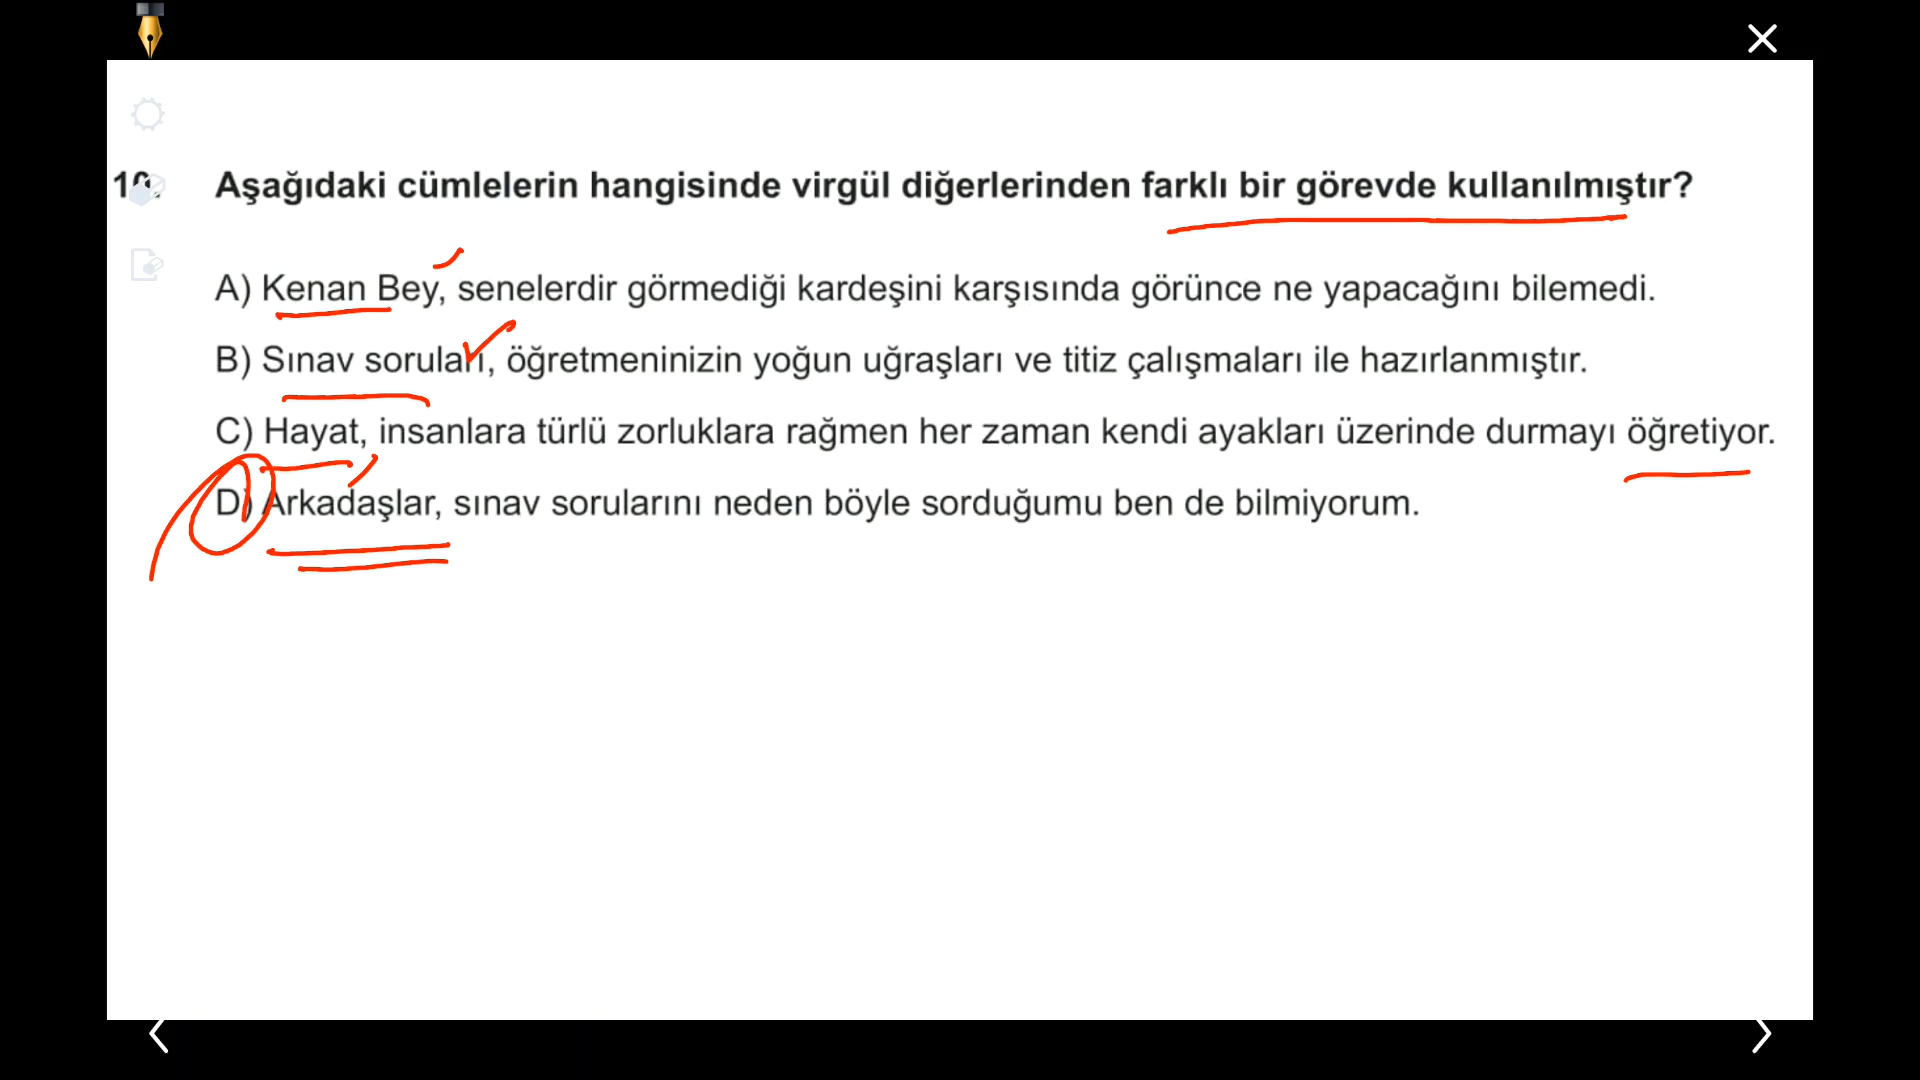 10. Aşağıdaki cümlelerin hangisinde virgül diğerlerinden farklı bir görevde kullanılmıştır?
A) Kenan Bey, senelerdir görmediği kardeşini karşısında görünce ne yapacağını bilemedi.
B) Sınav soruları, öğretmeninizin yoğun uğraşları ve titiz çalışmaları ile hazırlanmıştır.
C) Hayat, insanlara türlü zorluklara rağmen her zaman kendi ayakları üzerinde durmayı öğretiyor.
D) Arkadaşlar, sınav sorularını neden böyle sorduğumu ben de bilmiyorum.